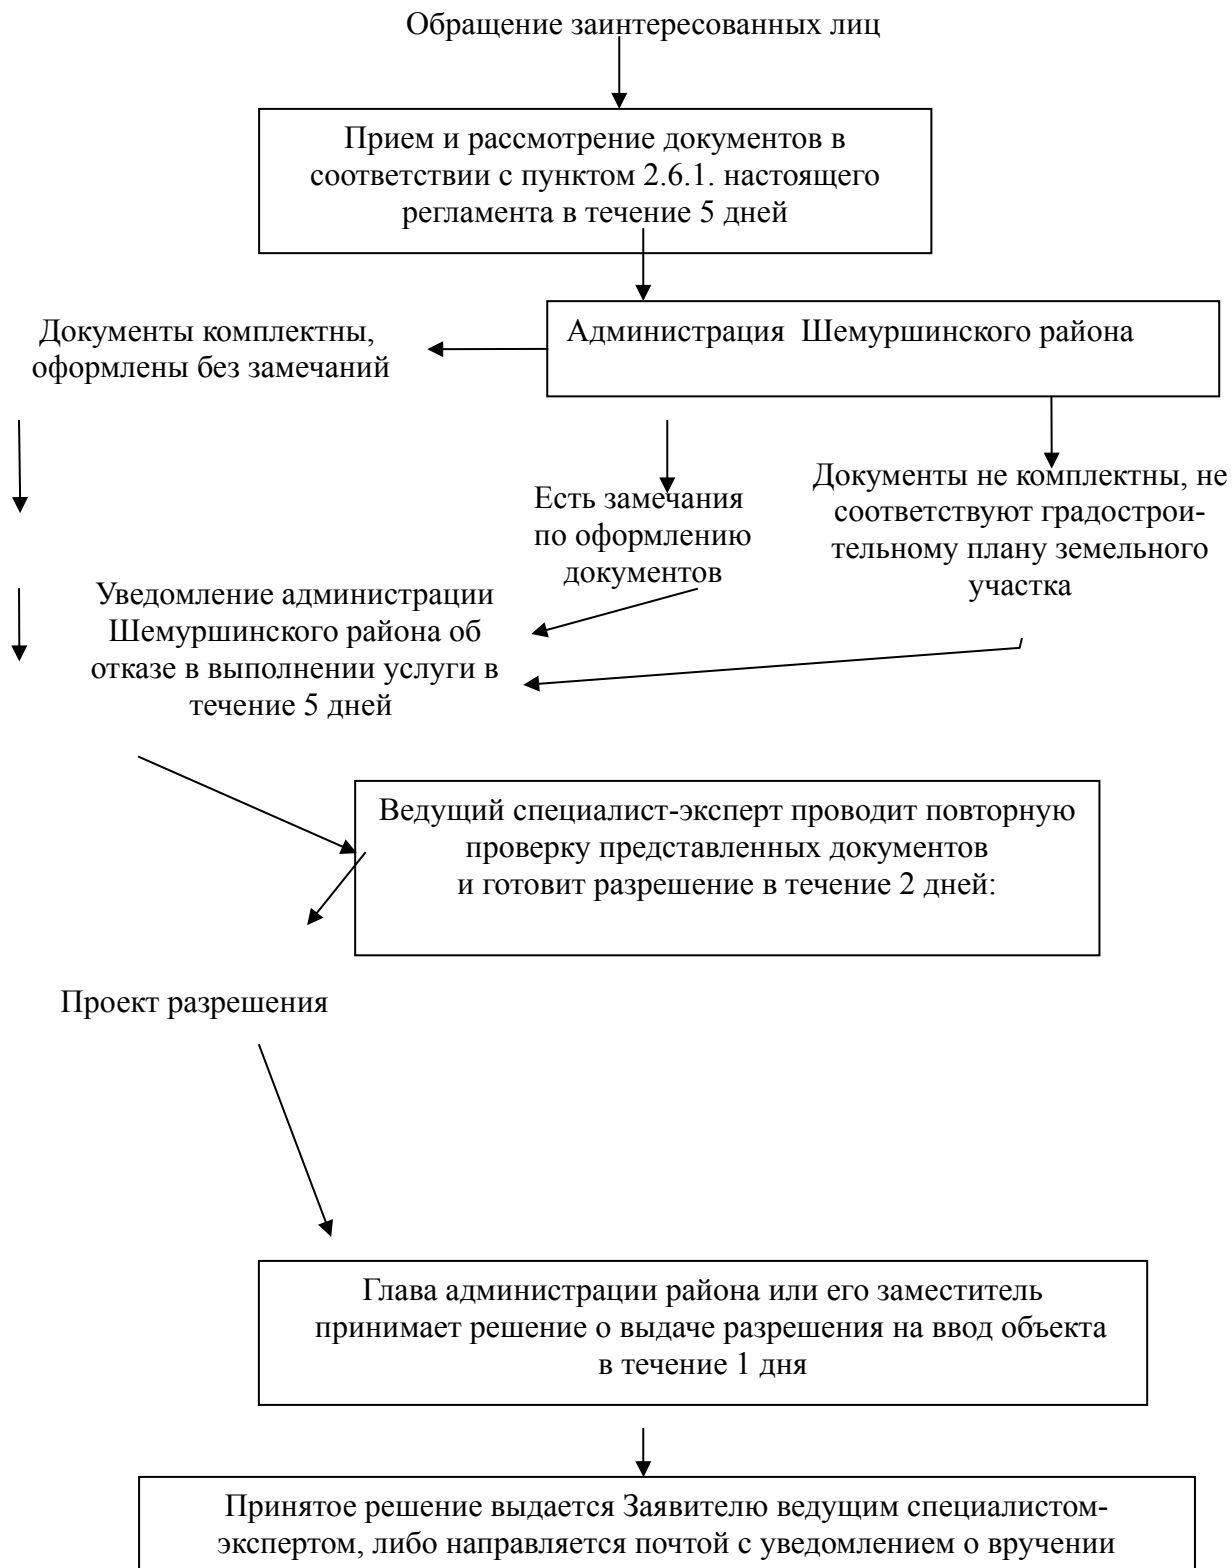 Обращение заинтересованных лиц
Прием и рассмотрение документов в
соответствии с пунктом 2.6.1. настоящего
регламента в течение 5 дней
Администрация Шемуршинского района
Документы комплектны,
оформлены без замечаний
Есть замечания
по оформлению
документов
Документы не комплектны, не
соответствуют градострои-
тельному плану земельного
участка
Уведомление администрации
Шемуршинского района об
отказе в выполнении услуги в
течение 5 дней
Ведущий специалист-эксперт проводит повторную
проверку представленных документов
и готовит разрешение в течение 2 дней:
Проект разрешения
Глава администрации района или его заместитель
принимает решение о выдаче разрешения на ввод объекта
в течение 1 дня
Принятое решение выдается Заявителю ведущим специалистом-
экспертом, либо направляется почтой с уведомлением о вручении